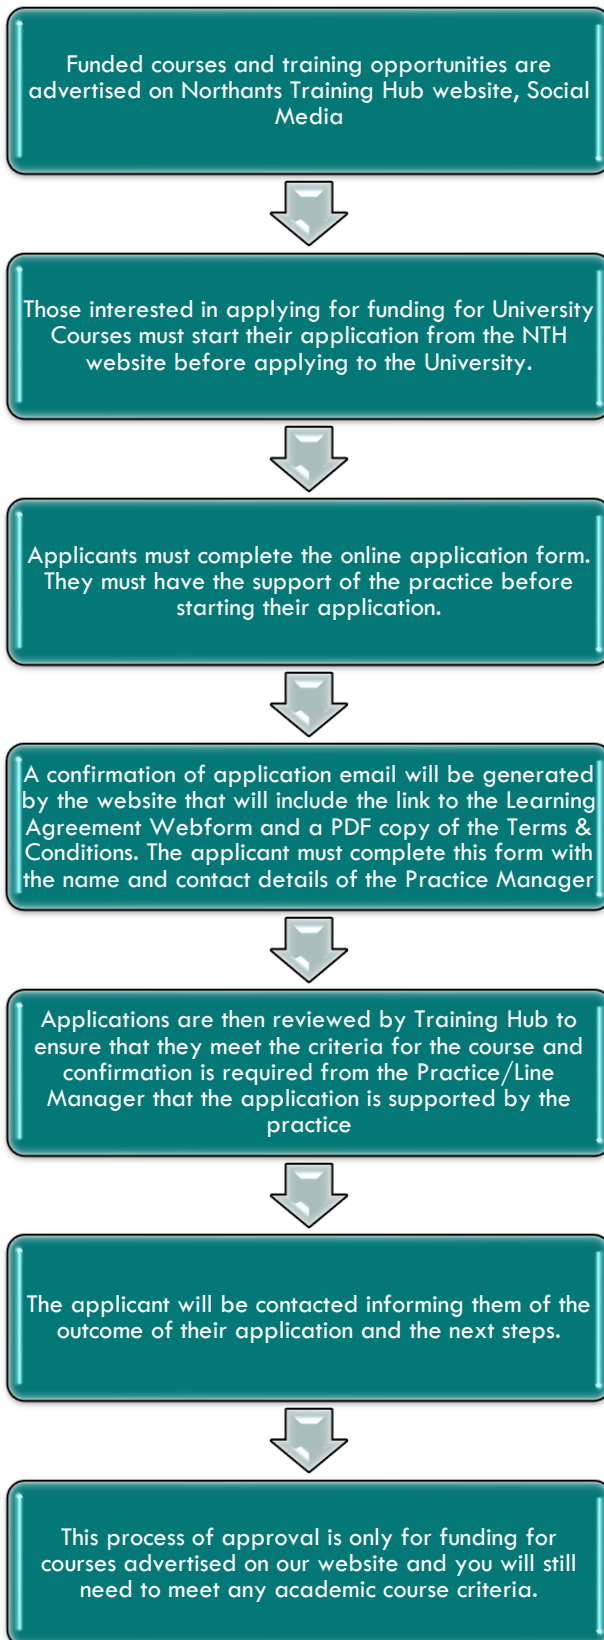 Funded courses and training opportunities are
advertised on Northants Training Hub website, Social
Media
Those interested in applying for funding for University
Courses must start their application from the NTH
website before applying to the University.
Applicants must complete the online application form.
They must have the support of the practice before
starting their application.
A confirmation of application email will be generated
by the website that will include the link to the Learning
Agreement Webform and a PDF copy of the Terms &
Conditions. The applicant must complete this form with
the name and contact details of the Practice Manager
Applications are then reviewed by Training Hub to
ensure that they meet the criteria for the course and
confirmation is required from the Practice/Line
Manager that the application is supported by the
practice
The applicant will be contacted informing them of the
outcome of their application and the next steps.
This process of approval is only for funding for
courses advertised on our website and you will still
need to meet any academic course criteria.